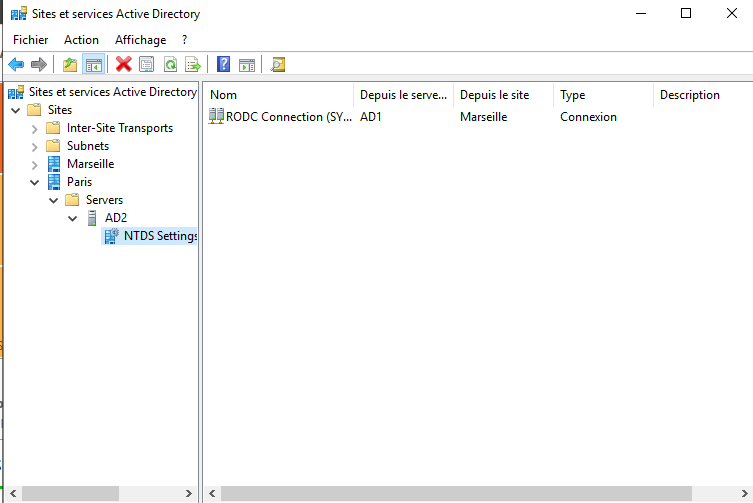 Sites et services Active Directory
Fichier Action Affichage ?
Sites et services Active Directory
Sites
Inter-Site Transports
Subnets
Marseille
Paris
Servers
AD2
NTDS Settings
Nom Depuis le serve... Depuis le site Type Description
RODC Connection (SY... AD1 Marseille Connexion